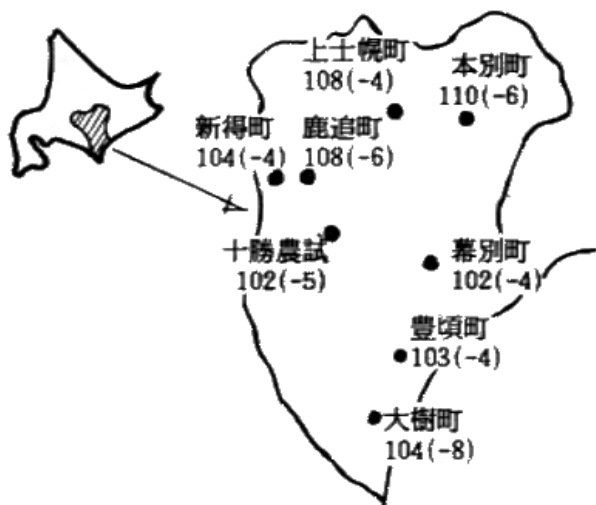 上士幌町
108(-4)
本別町
110(-6)
新得町
104(-4)
鹿追町
108(-6)
十勝農試
102(-5)
幕別町
102(-4)
豊頃町
103(-4)
大樹町
104(-8)